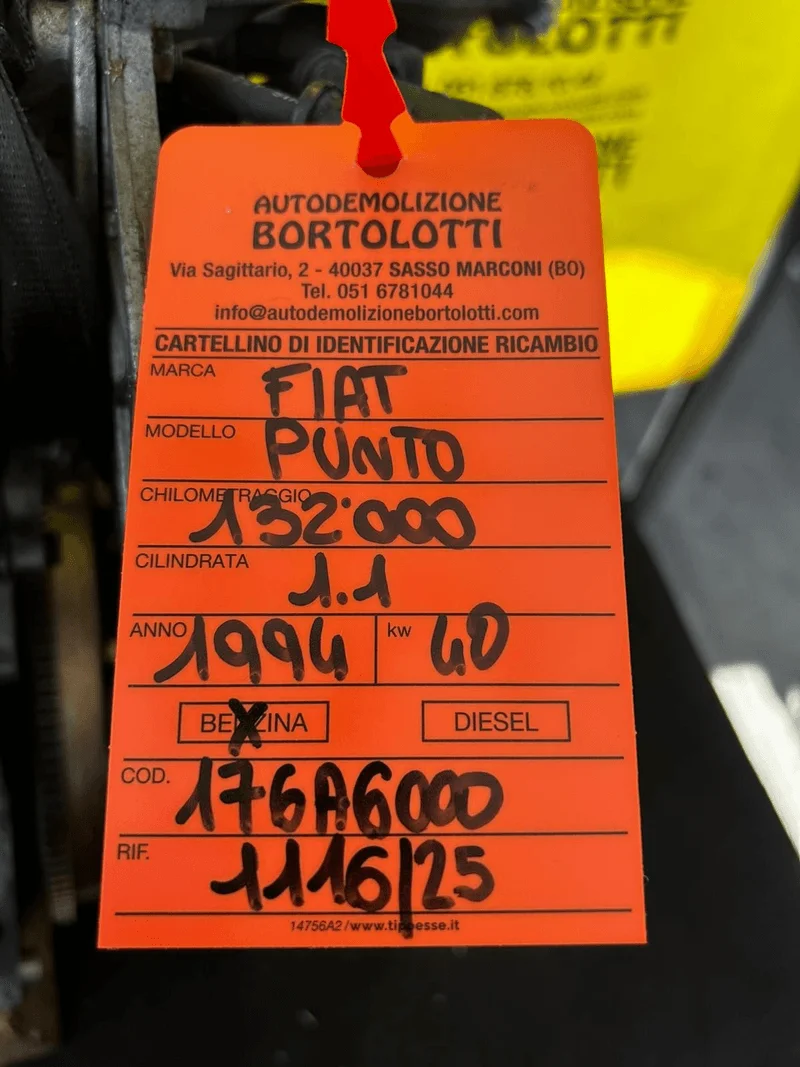 AUTODEMOLIZIONE
BORTOLOTTI
Via Sagittario, 2 - 40037 SASSO MARCONI (BO)
Tel. 051 6781044
info@autodemolizionebortolotti.com
CARTELLINO DI IDENTIFICAZIONE RICAMBIO
MARCA FIAT
MODELLO PUNTO
CHILOMETRAGGIO 132'000
CILINDRATA 1.1
ANNO 1994 kw 40
BENZINA X DIESEL
COD. 176A6000
RIF. 1116/25
14756A2 / www.tippesse.it